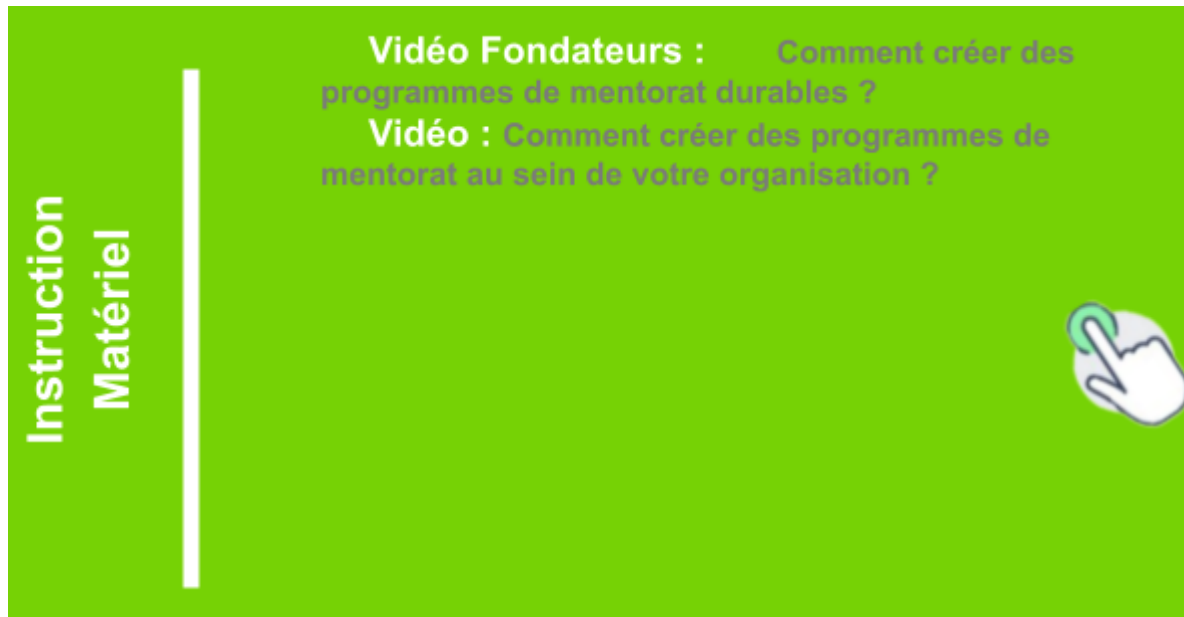 Instruction
Matériel
Vidéo Fondateurs : Comment créer des
programmes de mentorat durables ?
Vidéo : Comment créer des programmes de
mentorat au sein de votre organisation ?